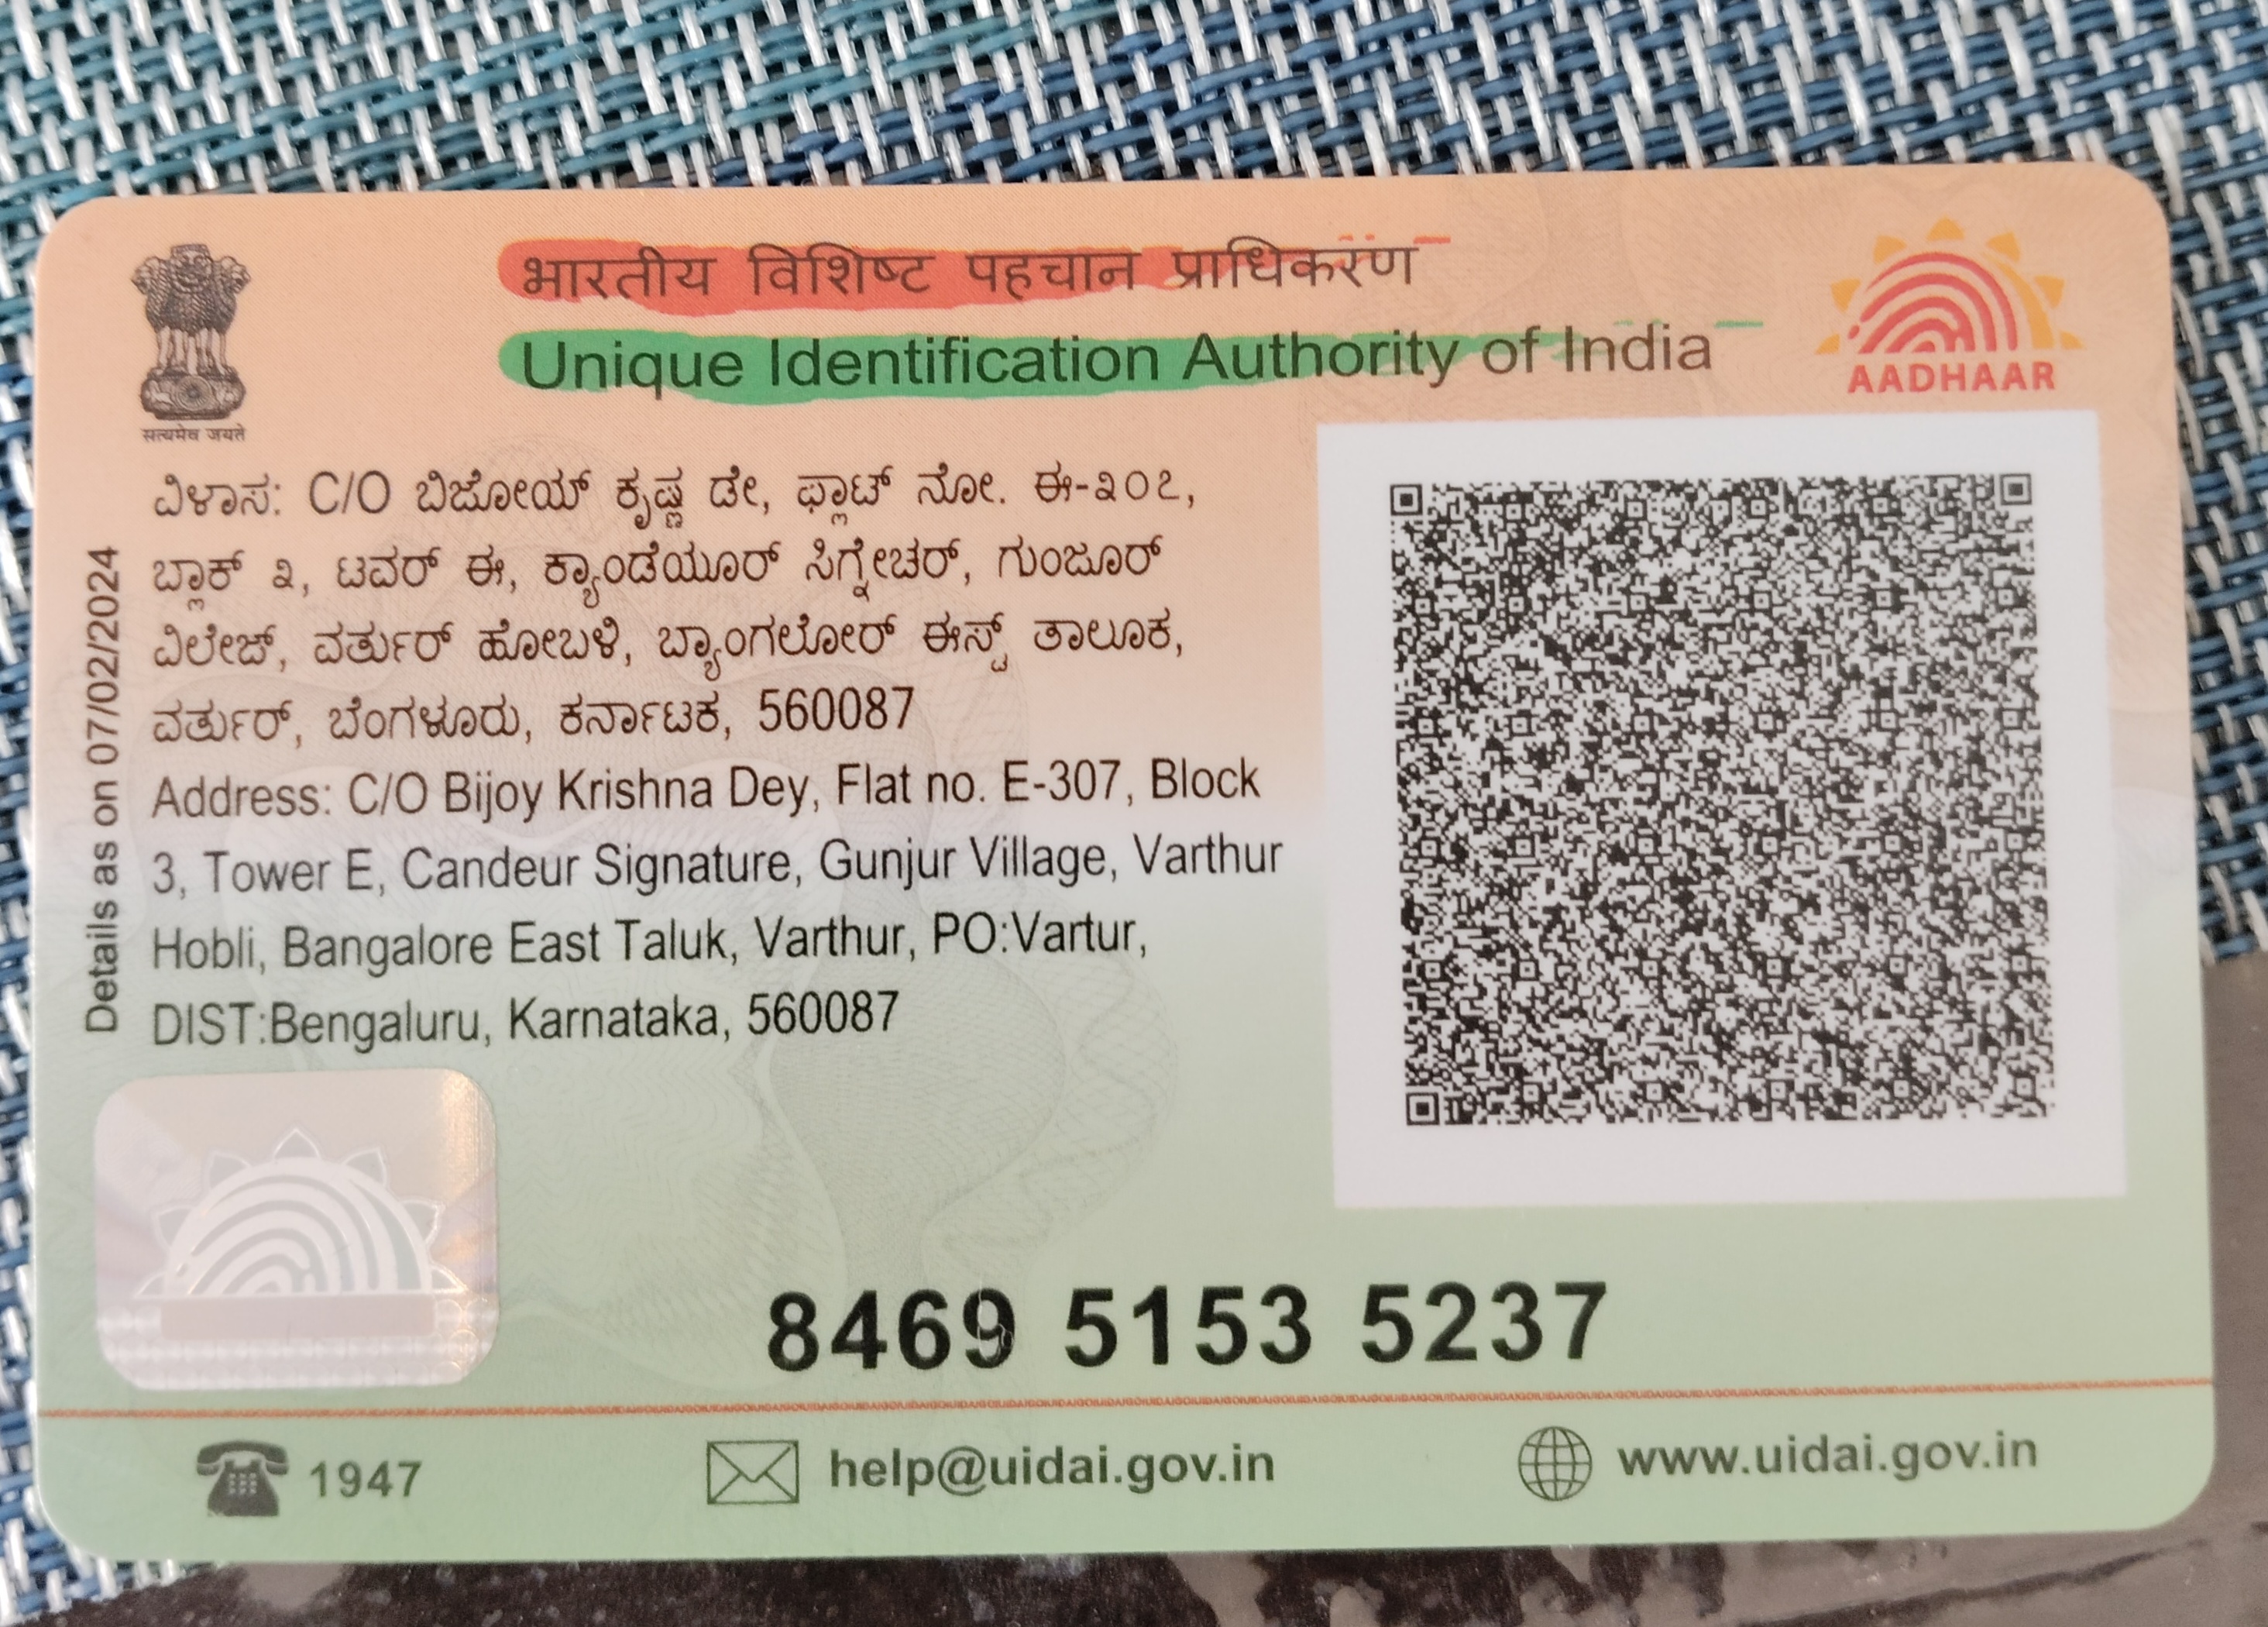 सत्यमेव जयते
भारतीय विशिष्ट पहचान प्राधिकरण
Unique Identification Authority of India
AADHAAR
ವಿಳಾಸ: C/O ಬಿಜೋಯ್ ಕೃಷ್ಣ ಡೇ, ಫ್ಲಾಟ್ ನೋ. ಈ-೩೦೭,
ಬ್ಲಾಕ್ ೩, ಟವರ್ ಈ, ಕ್ಯಾಂಡೆಯೂರ್ ಸಿಗ್ನೇಚರ್, ಗುಂಜೂರ್
ವಿಲೇಜ್, ವರ್ತುರ್ ಹೋಬಳಿ, ಬ್ಯಾಂಗಲೋರ್ ಈಸ್ಟ್ ತಾಲೂಕ,
ವರ್ತುರ್, ಬೆಂಗಳೂರು, ಕರ್ನಾಟಕ, 560087
Address: C/O Bijoy Krishna Dey, Flat no. E-307, Block
3, Tower E, Candeur Signature, Gunjur Village, Varthur
Hobli, Bangalore East Taluk, Varthur, PO:Vartur,
DIST:Bengaluru, Karnataka, 560087
Details as on 07/02/2024
8469 5153 5237
1947
help@uidai.gov.in
www.uidai.gov.in